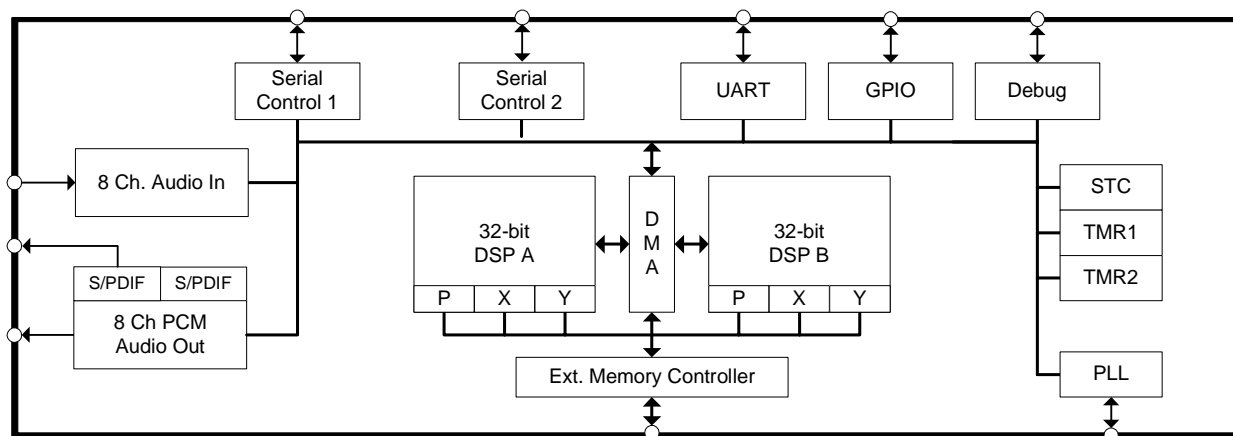 Serial
Control 1
Serial
Control 2
UART
GPIO
Debug
8 Ch. Audio In
S/PDIF
S/PDIF
8 Ch PCM
Audio Out
32-bit
DSP A
P
X
Y
D
M
A
32-bit
DSP B
P
X
Y
Ext. Memory Controller
STC
TMR1
TMR2
PLL